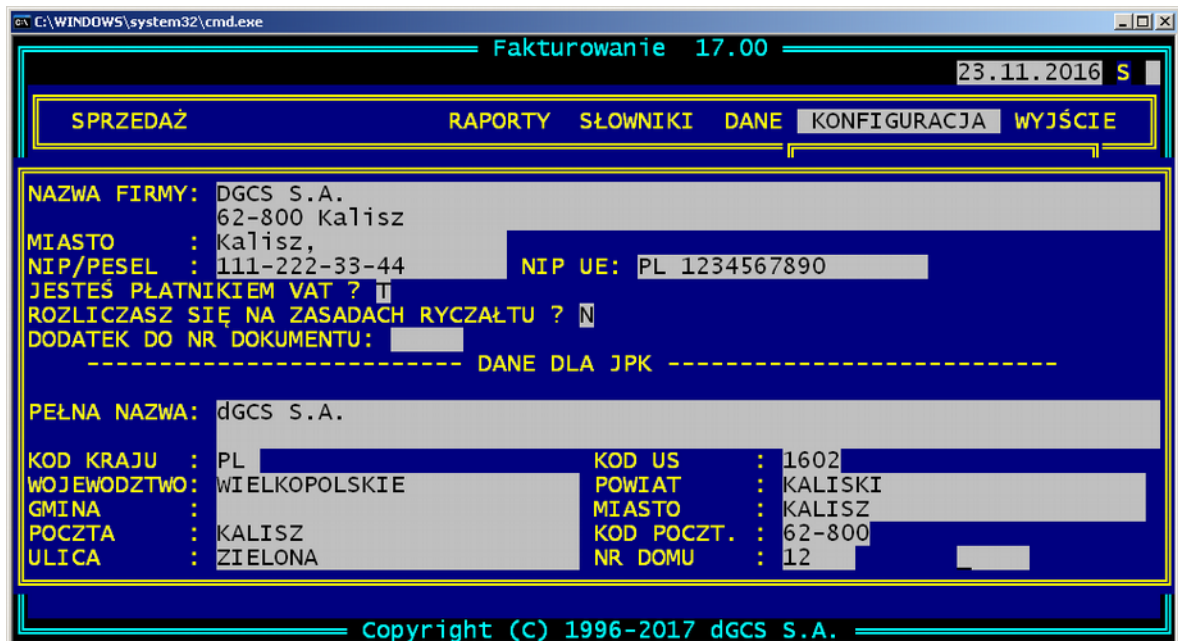 C:\WINDOWS\system32\cmd.exe
Fakturowanie 17.00
23.11.2016 S
SPRZEDAŻ RAPORTY SŁOWNIKI DANE KONFIGURACJA WYJŚCIE
NAZWA FIRMY: DGCS S.A.
62-800 Kalisz
MIASTO : Kalisz,
NIP/PESEL : 111-222-33-44 NIP UE: PL 1234567890
JESTEŚ PŁATNIKIEM VAT ? T
ROZLICZASZ SIĘ NA ZASADACH RYCZAŁTU ? N
DODATEK DO NR DOKUMENTU:
-------------------------- DANE DLA JPK ---------------------------
PEŁNA NAZWA: dGCS S.A.
KOD KRAJU : PL KOD US : 1602
WOJEWODZTWO: WIELKOPOLSKIE POWIAT : KALISKI
GMINA : MIASTO : KALISZ
POCZTA : KALISZ KOD POCZT. : 62-800
ULICA : ZIELONA NR DOMU : 12 _
Copyright (C) 1996-2017 dGCS S.A.